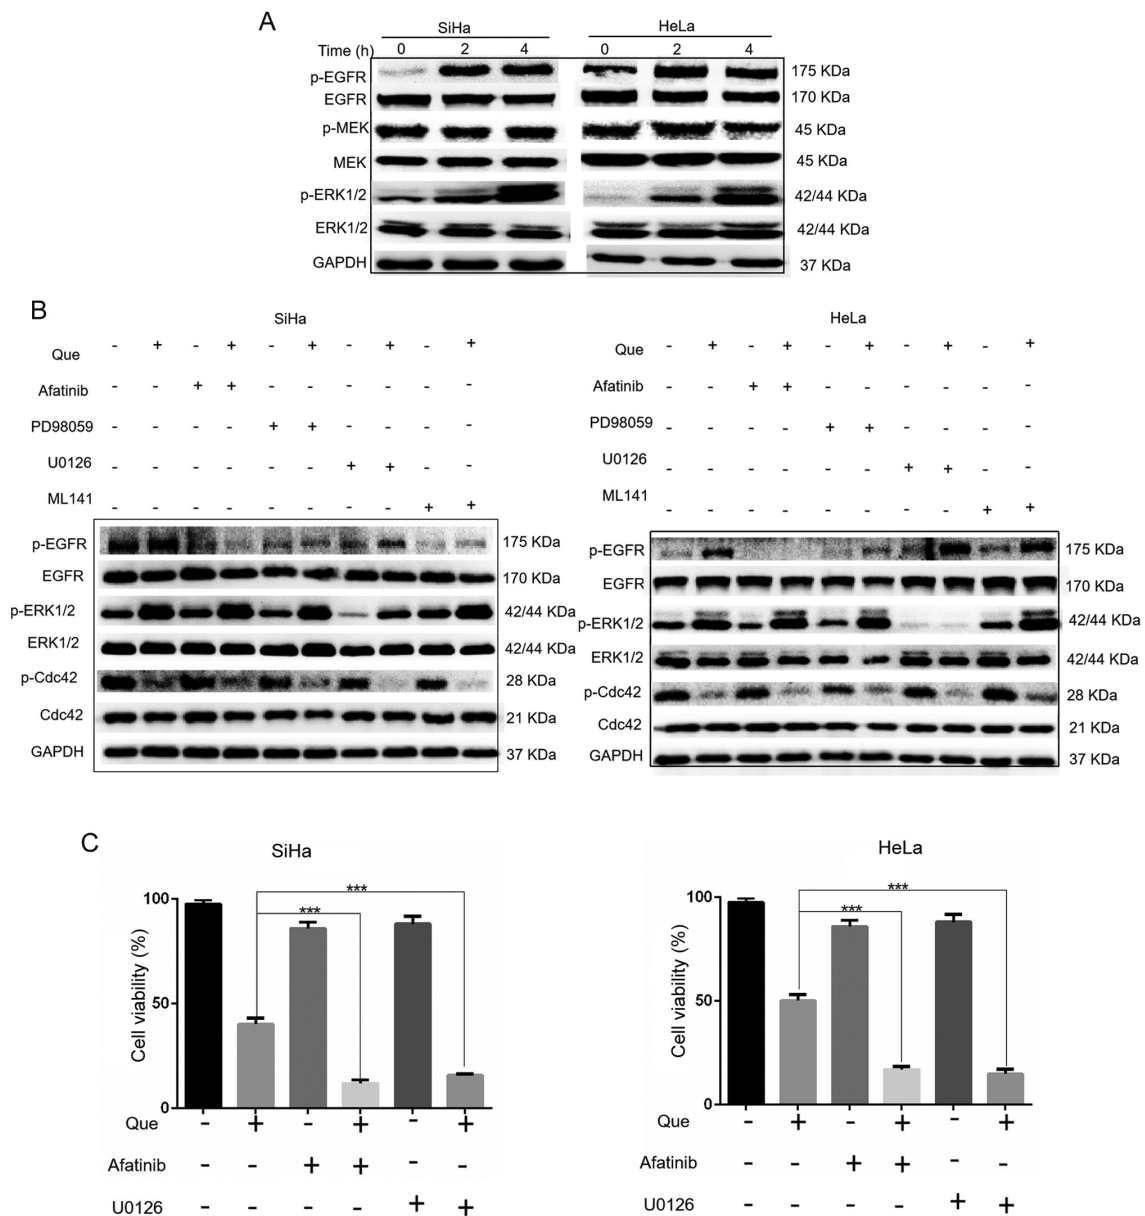 A
SiHa HeLa
Time (h) 0 2 4 0 2 4
p-EGFR 175 KDa
EGFR 170 KDa
p-MEK 45 KDa
MEK 45 KDa
p-ERK1/2 42/44 KDa
ERK1/2 42/44 KDa
GAPDH 37 KDa
B
SiHa
Que - + - + - + - + - +
Afatinib - - + + - - - - - -
PD98059 - - - - + + - - - -
U0126 - - - - - - + + - -
ML141 - - - - - - - - + +
p-EGFR 175 KDa
EGFR 170 KDa
p-ERK1/2 42/44 KDa
ERK1/2 42/44 KDa
p-Cdc42 28 KDa
Cdc42 21 KDa
GAPDH 37 KDa
HeLa
Que - + - + - + - + - +
Afatinib - - + + - - - - - -
PD98059 - - - - + + - - - -
U0126 - - - - - - + + - -
ML141 - - - - - - - - + +
p-EGFR 175 KDa
EGFR 170 KDa
p-ERK1/2 42/44 KDa
ERK1/2 42/44 KDa
p-Cdc42 28 KDa
Cdc42 21 KDa
GAPDH 37 KDa
C
SiHa
Cell viability (%)
100
50
0
***
***
Que - + - + - +
Afatinib - - + + - -
U0126 - - - - + +
HeLa
Cell viability (%)
100
50
0
***
***
Que - + - + - +
Afatinib - - + + - -
U0126 - - - - + +